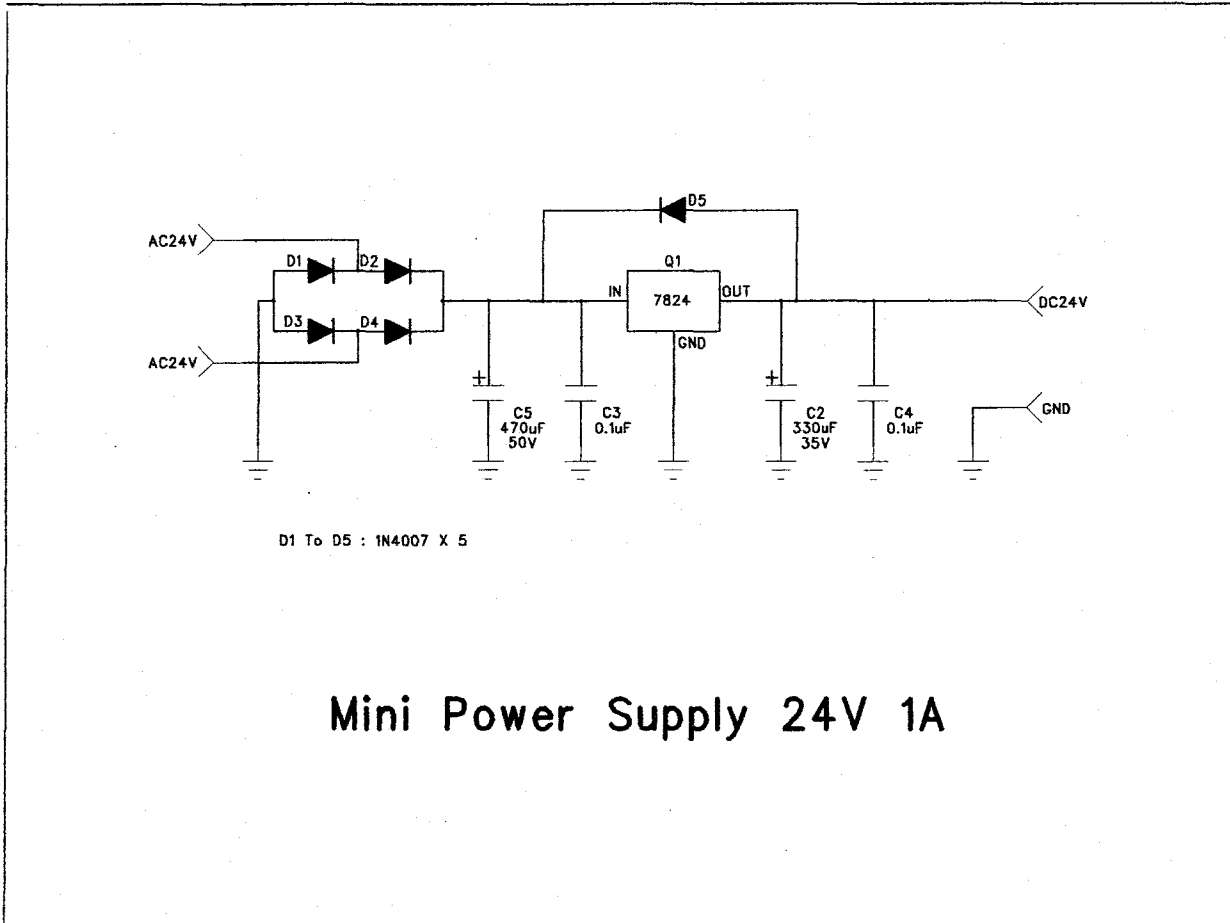 D5
AC24V
D1 D2
Q1
IN 7824 OUT
DC24V
D3 D4
GND
AC24V
+ +
C5 C3 C2 C4 GND
470uF 0.1uF 330uF 0.1uF
50V 35V
D1 To D5 : 1N4007 X 5
Mini Power Supply 24V 1A